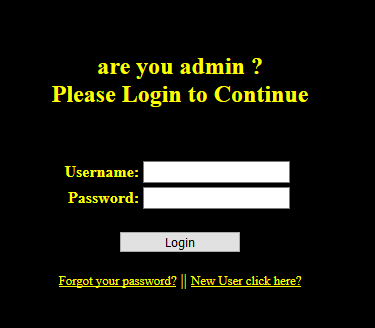 are you admin ?
Please Login to Continue
Username:
Password:
Login
Forgot your password? || New User click here?